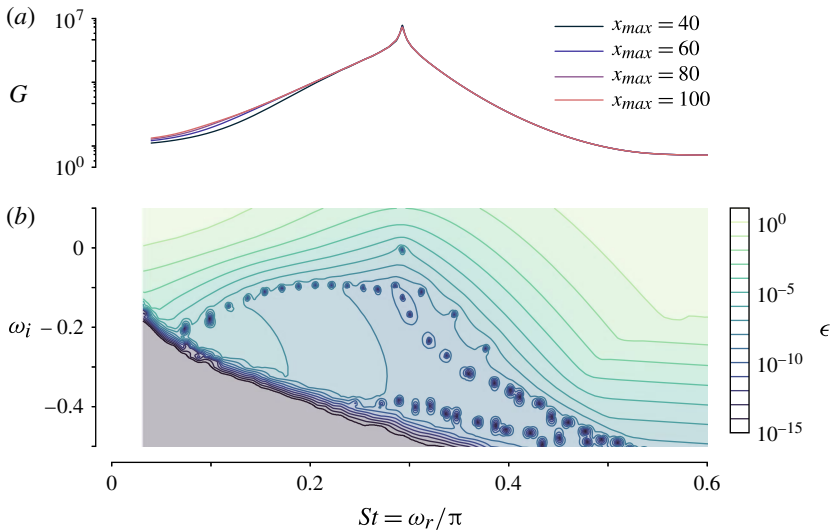 (a)
10^7
G
10^0
x_max = 40
x_max = 60
x_max = 80
x_max = 100
(b)
0
ω_i
−0.2
−0.4
10^0
10^−5
10^−10
10^−15
ϵ
0 0.2 0.4 0.6
St = ω_r/π